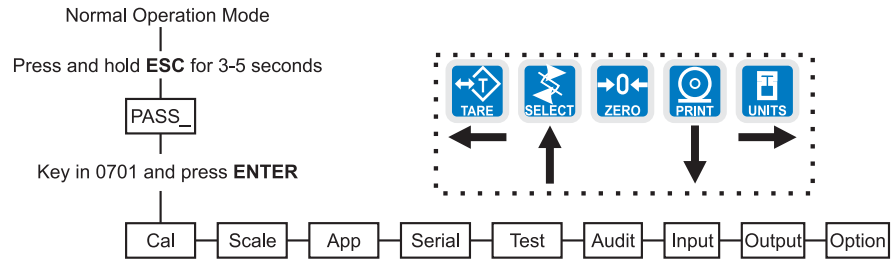 Normal Operation Mode
Press and hold ESC for 3-5 seconds
PASS_
Key in 0701 and press ENTER
TARE SELECT →0← ZERO PRINT UNITS
Cal Scale App Serial Test Audit Input Output Option